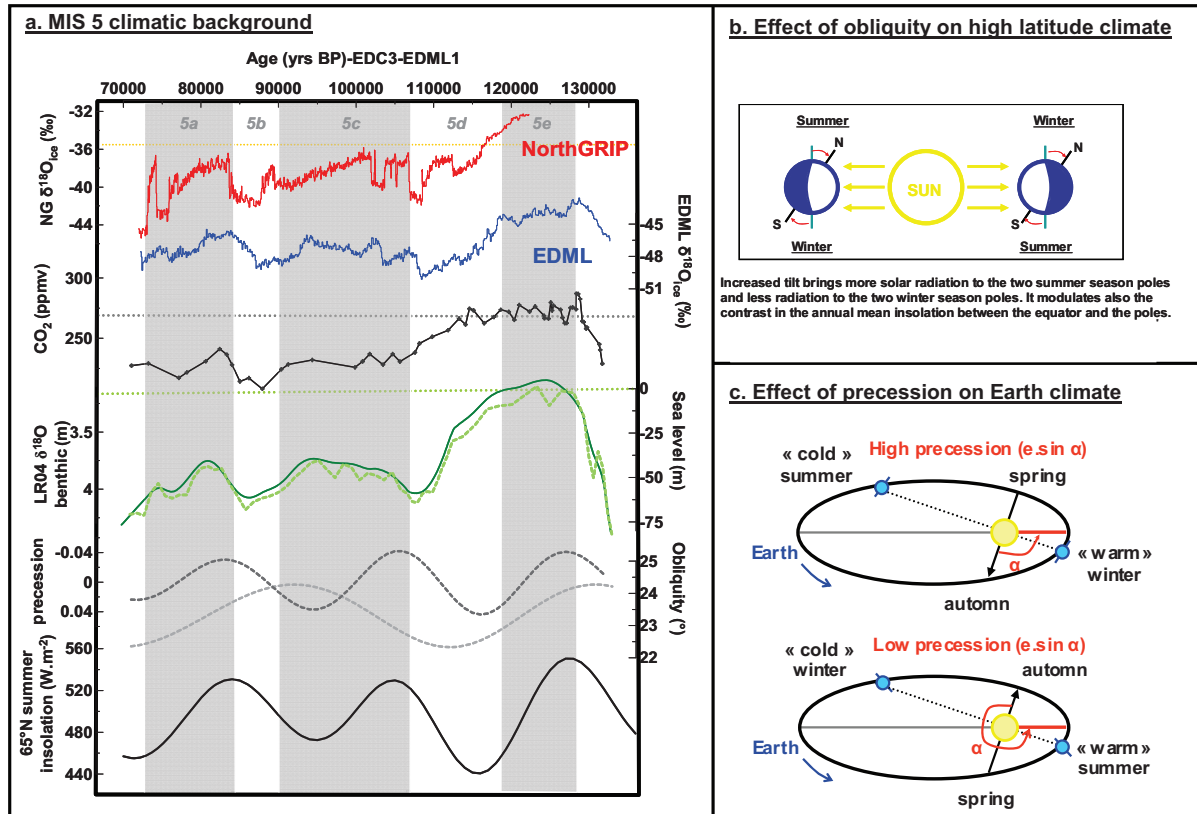 a. MIS 5 climatic background
Age (yrs BP)-EDC3-EDML1
70000 80000 90000 100000 110000 120000 130000
5a 5b 5c 5d 5e
NG δ18Oice (‰)
-32
-36
-40
-44
NorthGRIP
EDML δ18Oice (‰)
-45
-48
-51
EDML
CO2 (ppmv)
300
250
Sea level (m)
0
-25
-50
-75
LR04 δ18O
benthic (m)
3.5
4
precession
-0.04
0
0.04
Obliquity (°)
25
24
23
22
65°N summer
insolation (W.m-2)
560
520
480
440
b. Effect of obliquity on high latitude climate
Summer
N
S
Winter
SUN
Winter
N
S
Summer
Increased tilt brings more solar radiation to the two summer season poles
and less radiation to the two winter season poles. It modulates also the
contrast in the annual mean insolation between the equator and the poles.
c. Effect of precession on Earth climate
High precession (e.sin α)
« cold »
summer
spring
Earth
α
« warm »
winter
automn
Low precession (e.sin α)
« cold »
winter
automn
Earth
α
« warm »
summer
spring